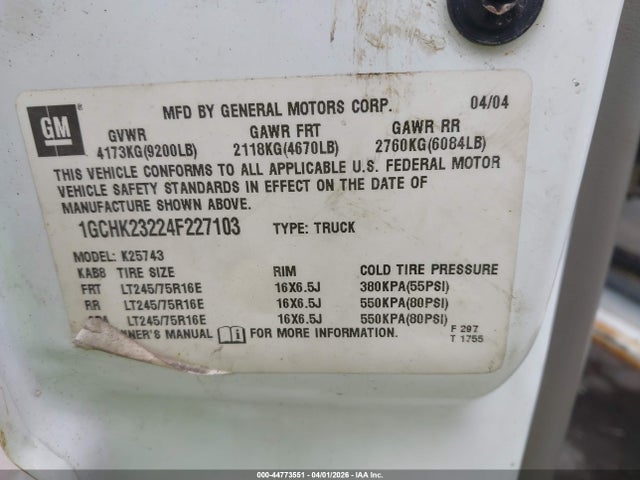 GM
MFD BY GENERAL MOTORS CORP. 04/04
GVWR GAWR FRT GAWR RR
4173KG(9200LB) 2118KG(4670LB) 2760KG(6084LB)
THIS VEHICLE CONFORMS TO ALL APPLICABLE U.S. FEDERAL MOTOR
VEHICLE SAFETY STANDARDS IN EFFECT ON THE DATE OF
MANUFACTURE SHOWN ABOVE.
1GCHK23224F227103 TYPE: TRUCK
MODEL: K25743
KABB TIRE SIZE RIM COLD TIRE PRESSURE
FRT LT245/75R16E 16X6.5J 380KPA(55PSI)
RR LT245/75R16E 16X6.5J 550KPA(80PSI)
LT245/75R16E 16X6.5J 550KPA(80PSI)
NER'S MANUAL FOR MORE INFORMATION.
F 297
T 1755
000-44773551 - 04/01/2026 - IAA Inc.